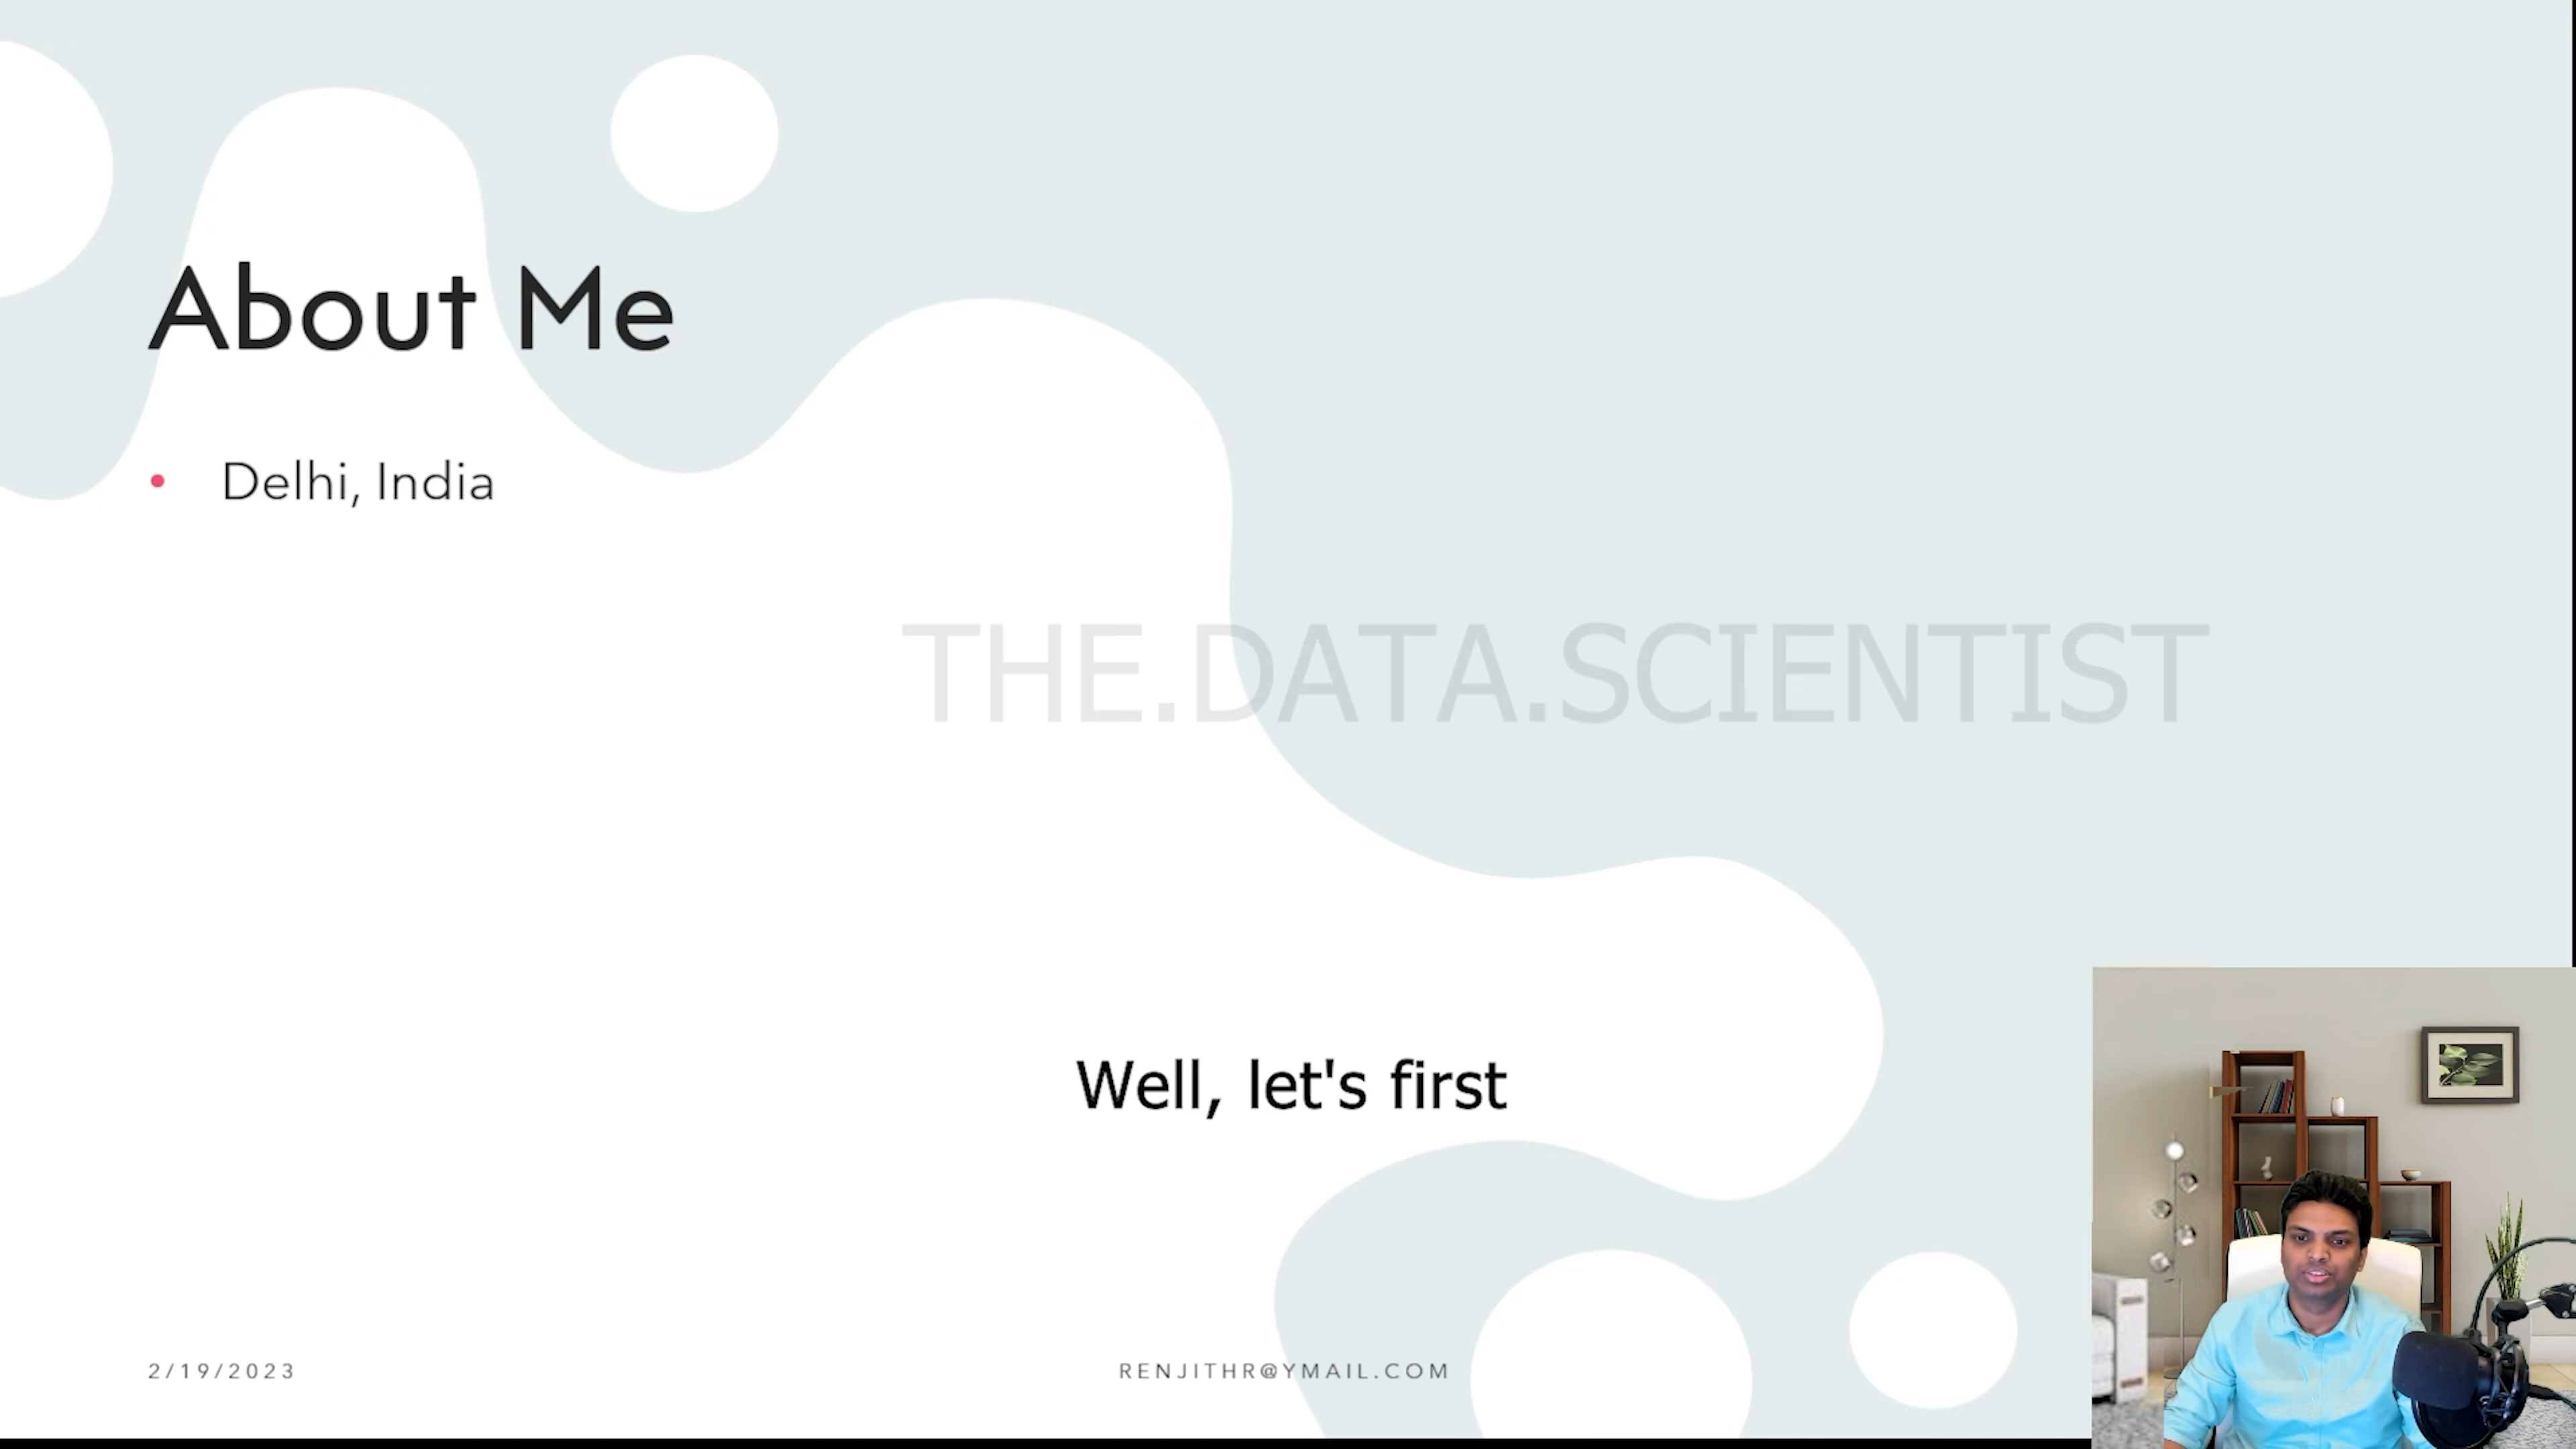 About Me
• Delhi, India
THE.DATA.SCIENTIST
Well, let's first
2/19/2023
RENJITHR@YMAIL.COM